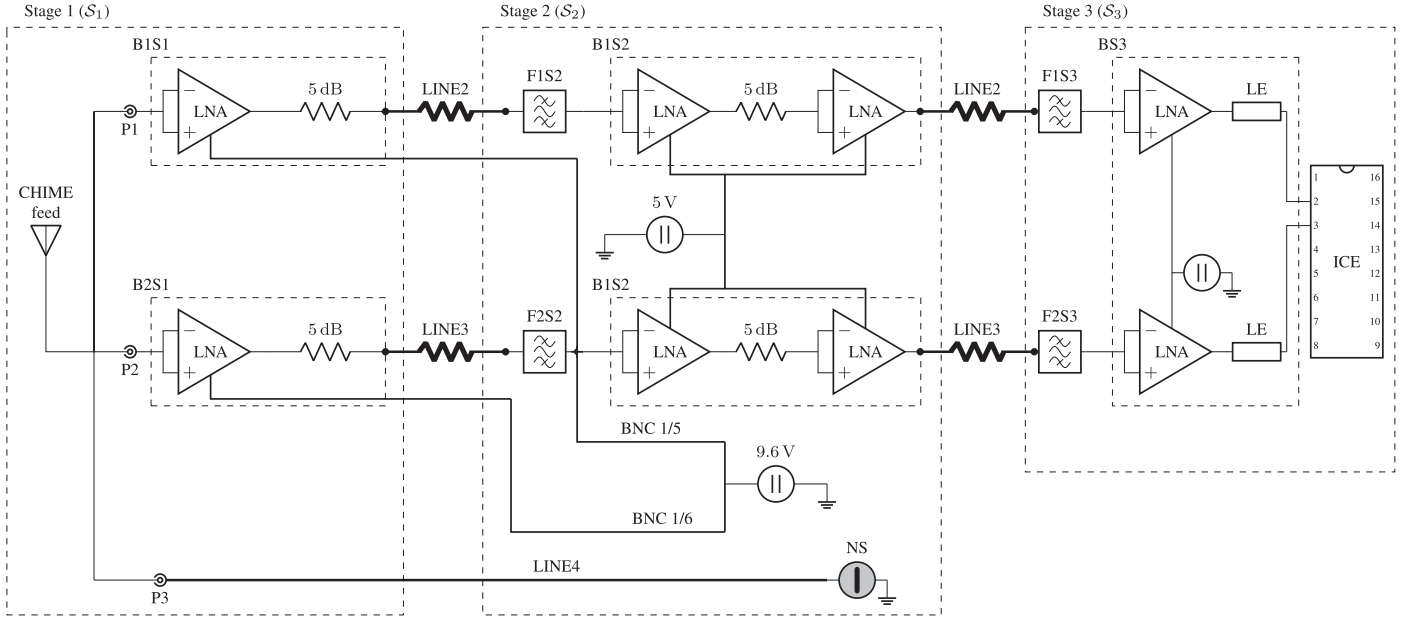 Stage 1 (𝒮₁)
Stage 2 (𝒮₂)
Stage 3 (𝒮₃)
B1S1
B1S2
BS3
5 dB
LINE2
F1S2
5 dB
LINE2
F1S3
LE
P1
−
LNA
+
−
LNA
+
−
LNA
+
−
LNA
+
CHIME
feed
5 V
1
2
3
4
5
6
7
8
16
15
14
13
12
11
10
9
ICE
B2S1
B1S2
5 dB
LINE3
F2S2
5 dB
LINE3
F2S3
LE
P2
−
LNA
+
−
LNA
+
−
LNA
+
−
LNA
+
BNC 1/5
9.6 V
BNC 1/6
NS
LINE4
P3